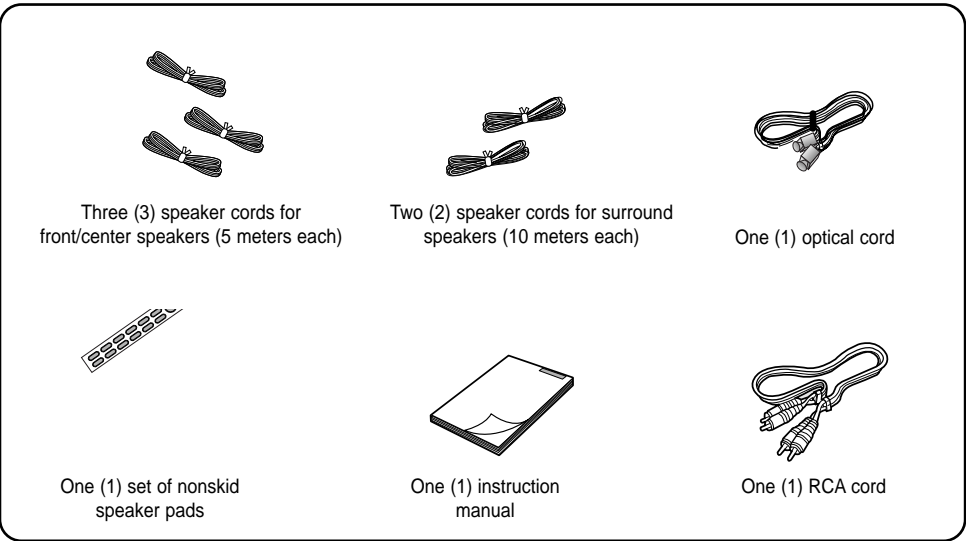 Three (3) speaker cords for
front/center speakers (5 meters each)
Two (2) speaker cords for surround
speakers (10 meters each)
One (1) optical cord
One (1) set of nonskid
speaker pads
One (1) instruction
manual
One (1) RCA cord